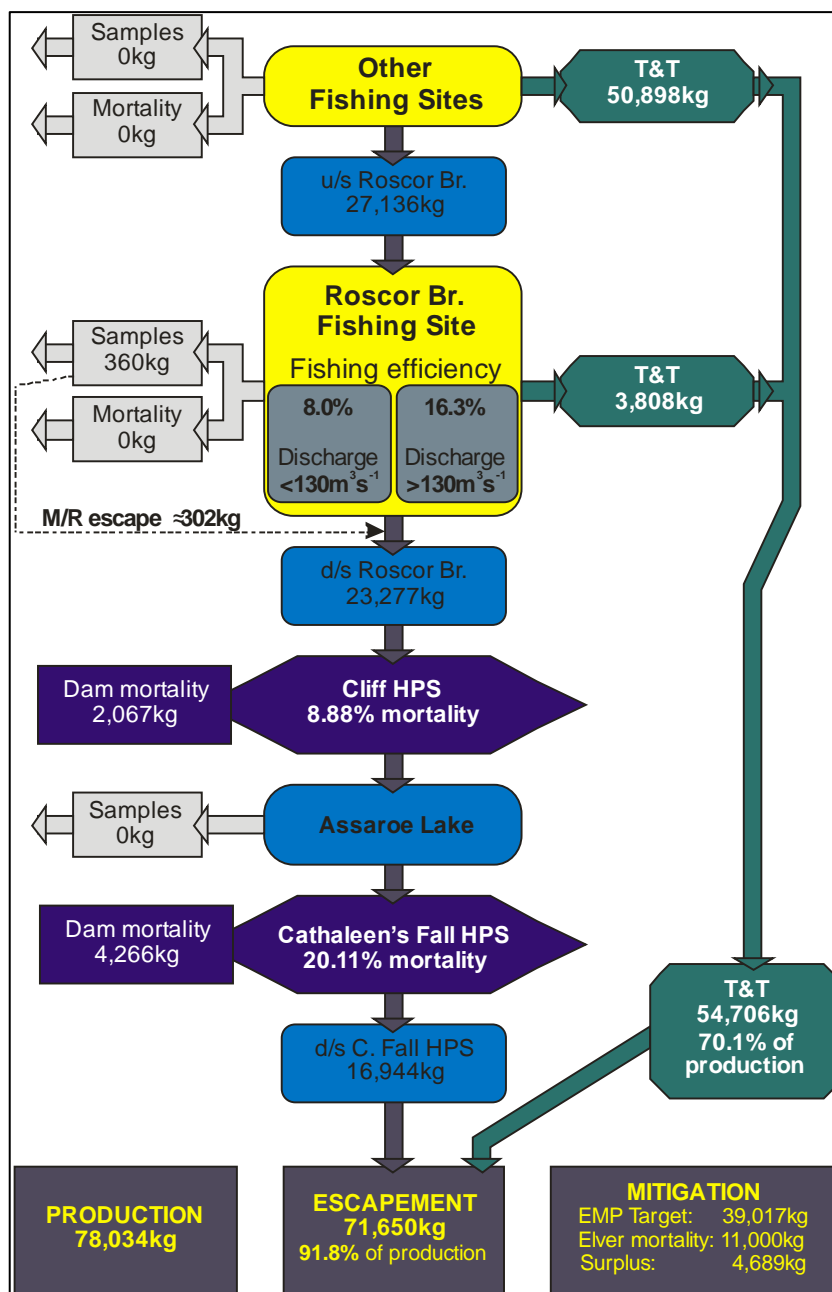 Samples
0kg
Mortality
0kg
Other
Fishing Sites
T&T
50,898kg
u/s Roscor Br.
27,136kg
Roscor Br.
Fishing Site
Fishing efficiency
8.0%
Discharge
<130m³s⁻¹
16.3%
Discharge
>130m³s⁻¹
Samples
360kg
Mortality
0kg
T&T
3,808kg
M/R escape ≈302kg
d/s Roscor Br.
23,277kg
Dam mortality
2,067kg
Cliff HPS
8.88% mortality
Samples
0kg
Assaroe Lake
Dam mortality
4,266kg
Cathaleen's Fall HPS
20.11% mortality
d/s C. Fall HPS
16,944kg
T&T
54,706kg
70.1% of
production
PRODUCTION
78,034kg
ESCAPEMENT
71,650kg
91.8% of production
MITIGATION
EMP Target: 39,017kg
Elver mortality: 11,000kg
Surplus: 4,689kg